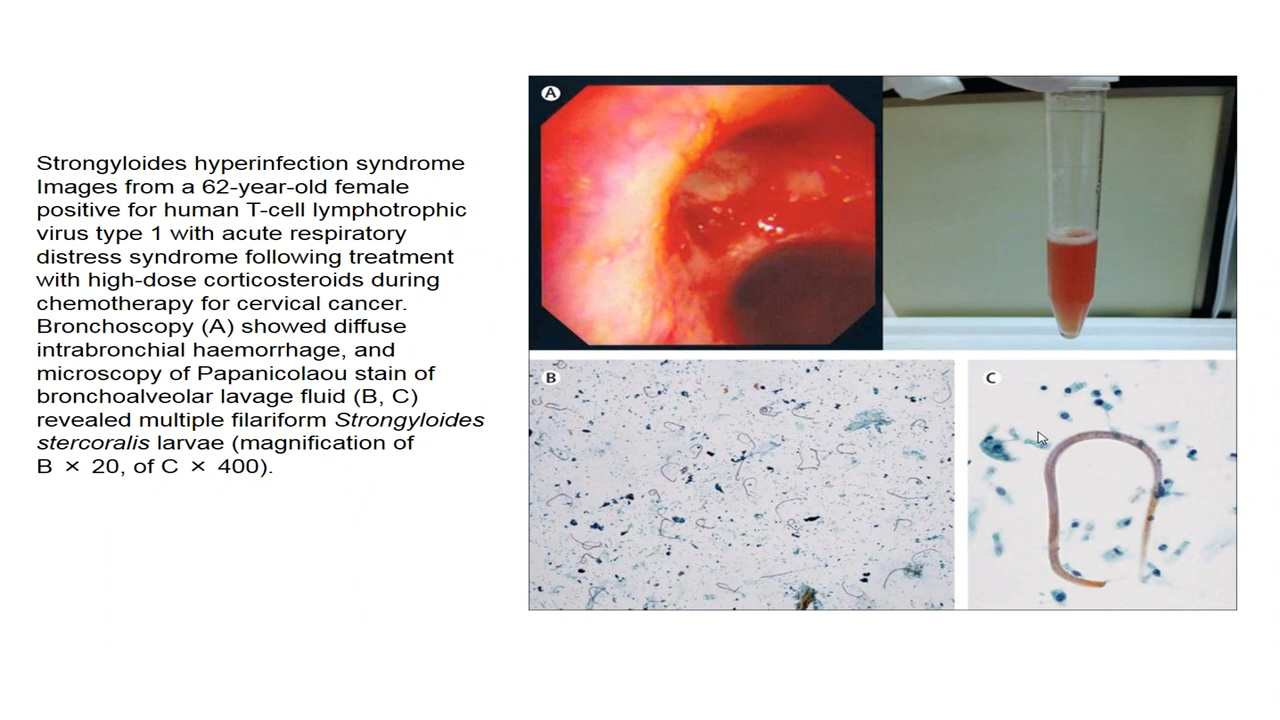 Strongyloides hyperinfection syndrome
Images from a 62-year-old female
positive for human T-cell lymphotrophic
virus type 1 with acute respiratory
distress syndrome following treatment
with high-dose corticosteroids during
chemotherapy for cervical cancer.
Bronchoscopy (A) showed diffuse
intrabronchial haemorrhage, and
microscopy of Papanicolaou stain of
bronchoalveolar lavage fluid (B, C)
revealed multiple filariform Strongyloides
stercoralis larvae (magnification of
B × 20, of C × 400).
A
B
C